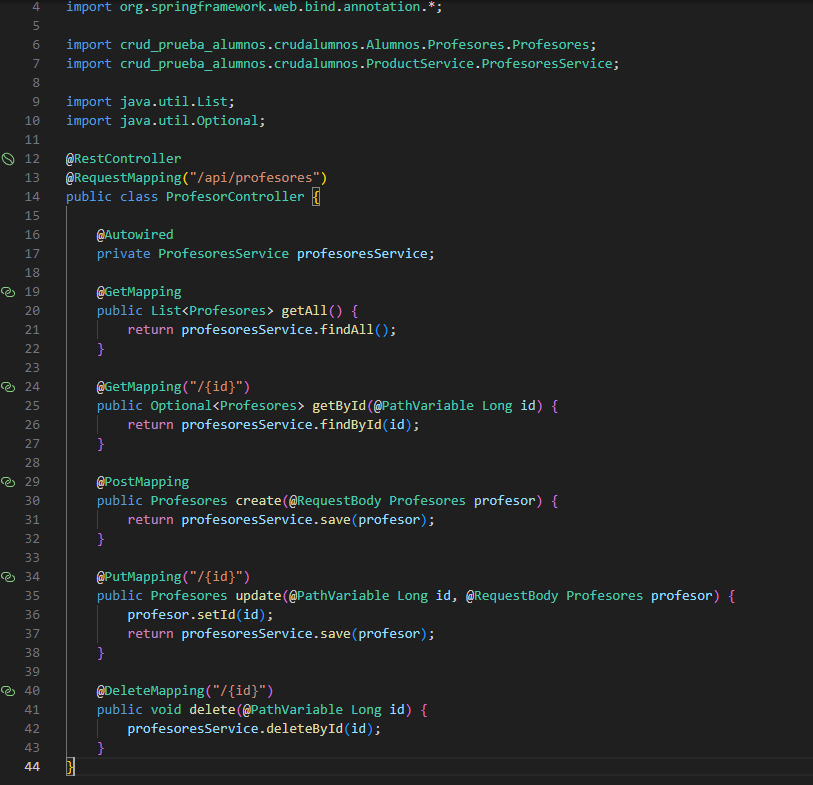 4 import org.springframework.web.bind.annotation.*;
5
6 import crud_prueba_alumnos.crudalumnos.Alumnos.Profesores.Profesores;
7 import crud_prueba_alumnos.crudalumnos.ProductService.ProfesoresService;
8
9 import java.util.List;
10 import java.util.Optional;
11
12 @RestController
13 @RequestMapping("/api/profesores")
14 public class ProfesorController {
15
16     @Autowired
17     private ProfesoresService profesoresService;
18
19     @GetMapping
20     public List<Profesores> getAll() {
21         return profesoresService.findAll();
22     }
23
24     @GetMapping("/{id}")
25     public Optional<Profesores> getById(@PathVariable Long id) {
26         return profesoresService.findById(id);
27     }
28
29     @PostMapping
30     public Profesores create(@RequestBody Profesores profesor) {
31         return profesoresService.save(profesor);
32     }
33
34     @PutMapping("/{id}")
35     public Profesores update(@PathVariable Long id, @RequestBody Profesores profesor) {
36         profesor.setId(id);
37         return profesoresService.save(profesor);
38     }
39
40     @DeleteMapping("/{id}")
41     public void delete(@PathVariable Long id) {
42         profesoresService.deleteById(id);
43     }
44 }